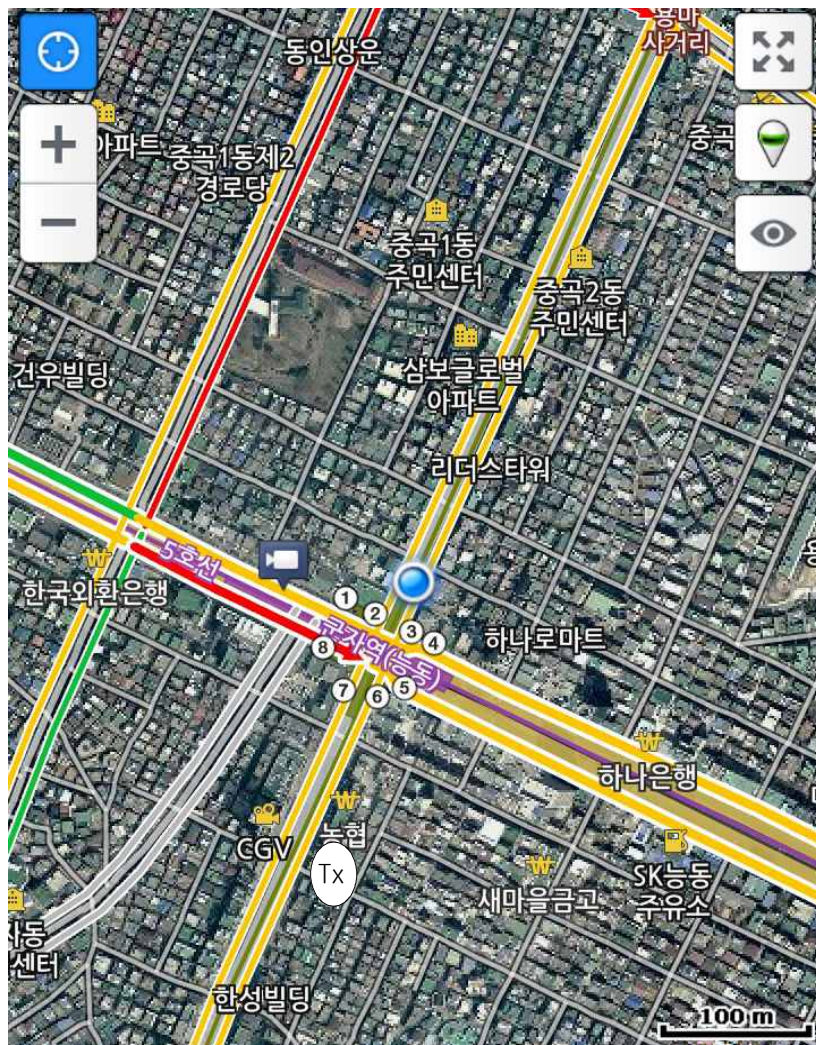 용마
사거리
동인상운
아파트
중곡1동제2
경로당
중곡
중곡1동
주민센터
중곡2동
주민센터
삼보글로벌
아파트
건우빌딩
리더스타워
5호선
한국외환은행
1
2
3
4
군자역(능동)
하나로마트
8
7
6
5
하나은행
CGV
농협
Tx
새마을금고
SK능동
주유소
센터
한성빌딩
100 m